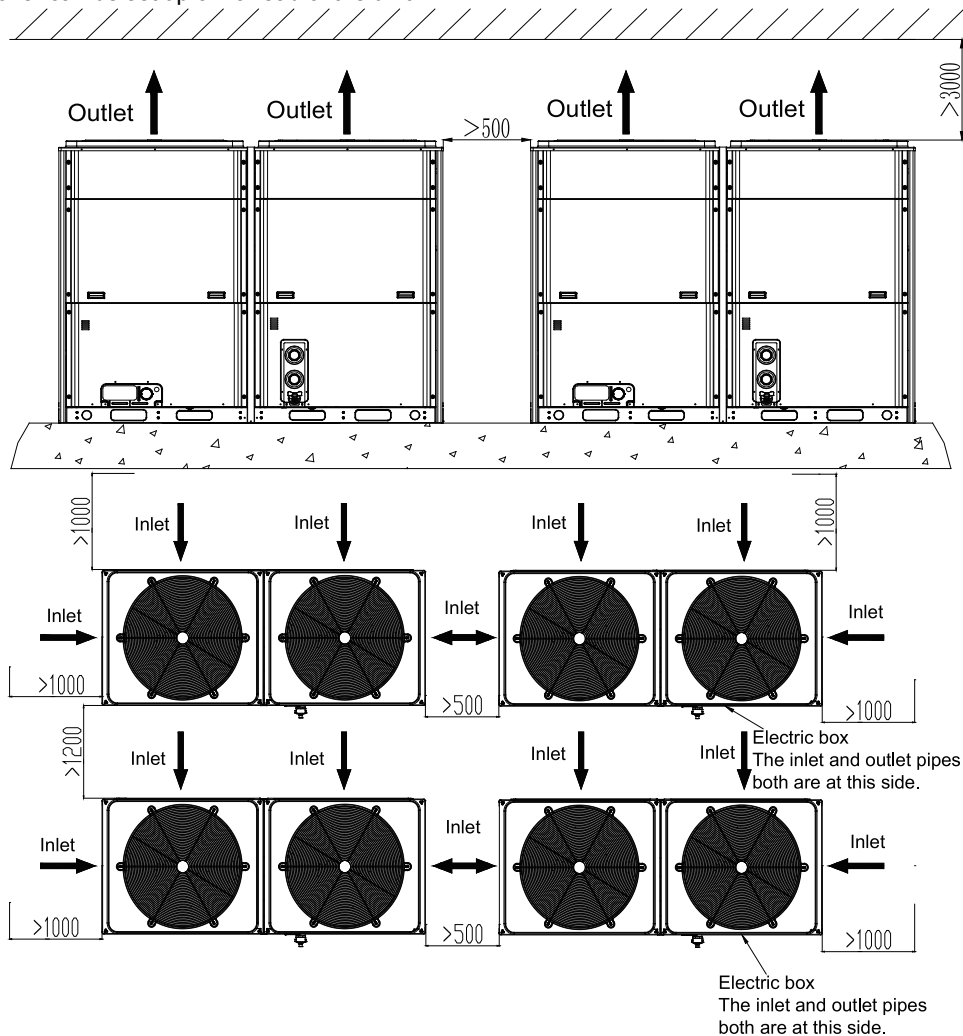 Outlet
Outlet
Outlet
Outlet
>3000
>500
>1000
>1000
Inlet
Inlet
Inlet
Inlet
Inlet
Inlet
Inlet
>1000
>500
>1000
>1200
Electric box
The inlet and outlet pipes
both are at this side.
Inlet
Inlet
Inlet
Inlet
Inlet
Inlet
Inlet
>1000
>500
>1000
Electric box
The inlet and outlet pipes
both are at this side.